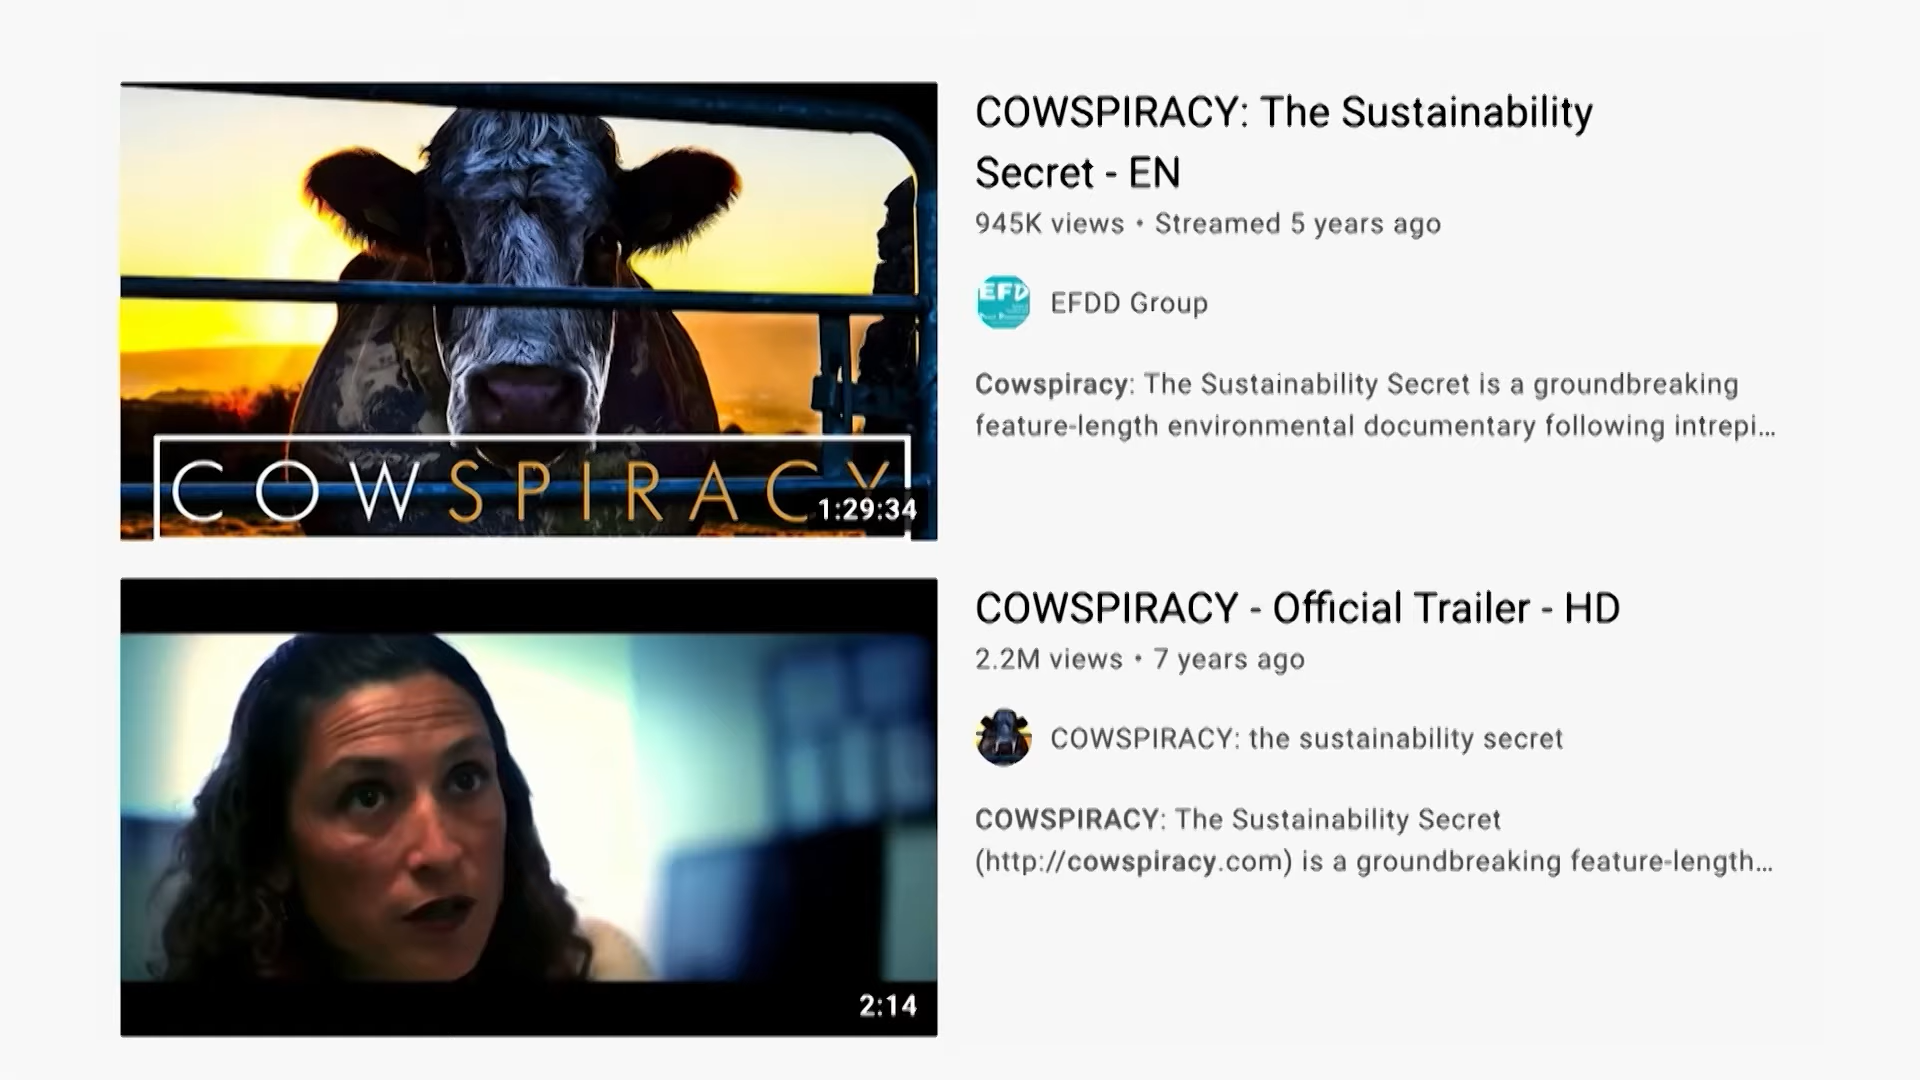 COWSPIRACY
1:29:34
COWSPIRACY: The Sustainability
Secret - EN
945K views • Streamed 5 years ago
EFD
EFDD Group
Cowspiracy: The Sustainability Secret is a groundbreaking
feature-length environmental documentary following intrepi...
2:14
COWSPIRACY - Official Trailer - HD
2.2M views • 7 years ago
COWSPIRACY: the sustainability secret
COWSPIRACY: The Sustainability Secret
(http://cowspiracy.com) is a groundbreaking feature-length...